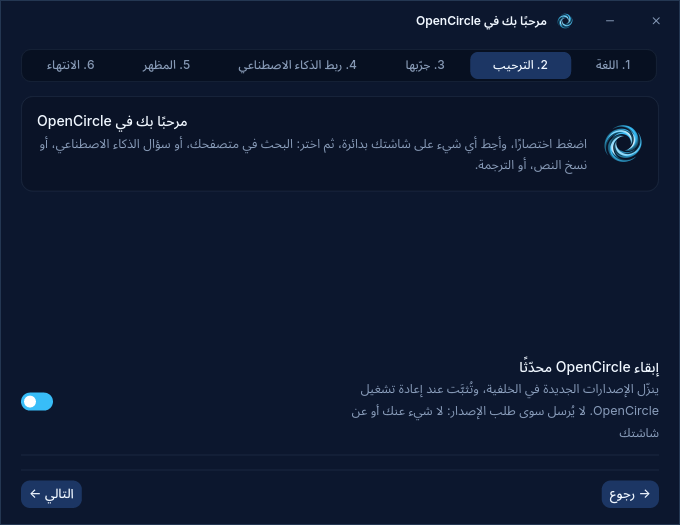 مرحبًا بك في OpenCircle
1. اللغة
2. الترحيب
3. جرّبها
4. ربط الذكاء الاصطناعي
5. المظهر
6. الانتهاء
مرحبًا بك في OpenCircle
اضغط اختصارًا، وأحِط أي شيء على شاشتك بدائرة، ثم اختر: البحث في متصفحك، أو سؤال الذكاء الاصطناعي، أو
نسخ النص، أو الترجمة.
إبقاء OpenCircle محدّثًا
ينزّل الإصدارات الجديدة في الخلفية، وتُثبَّت عند إعادة تشغيل
OpenCircle. لا يُرسل سوى طلب الإصدار: لا شيء عنك أو عن
شاشتك
→ رجوع
التالي ←